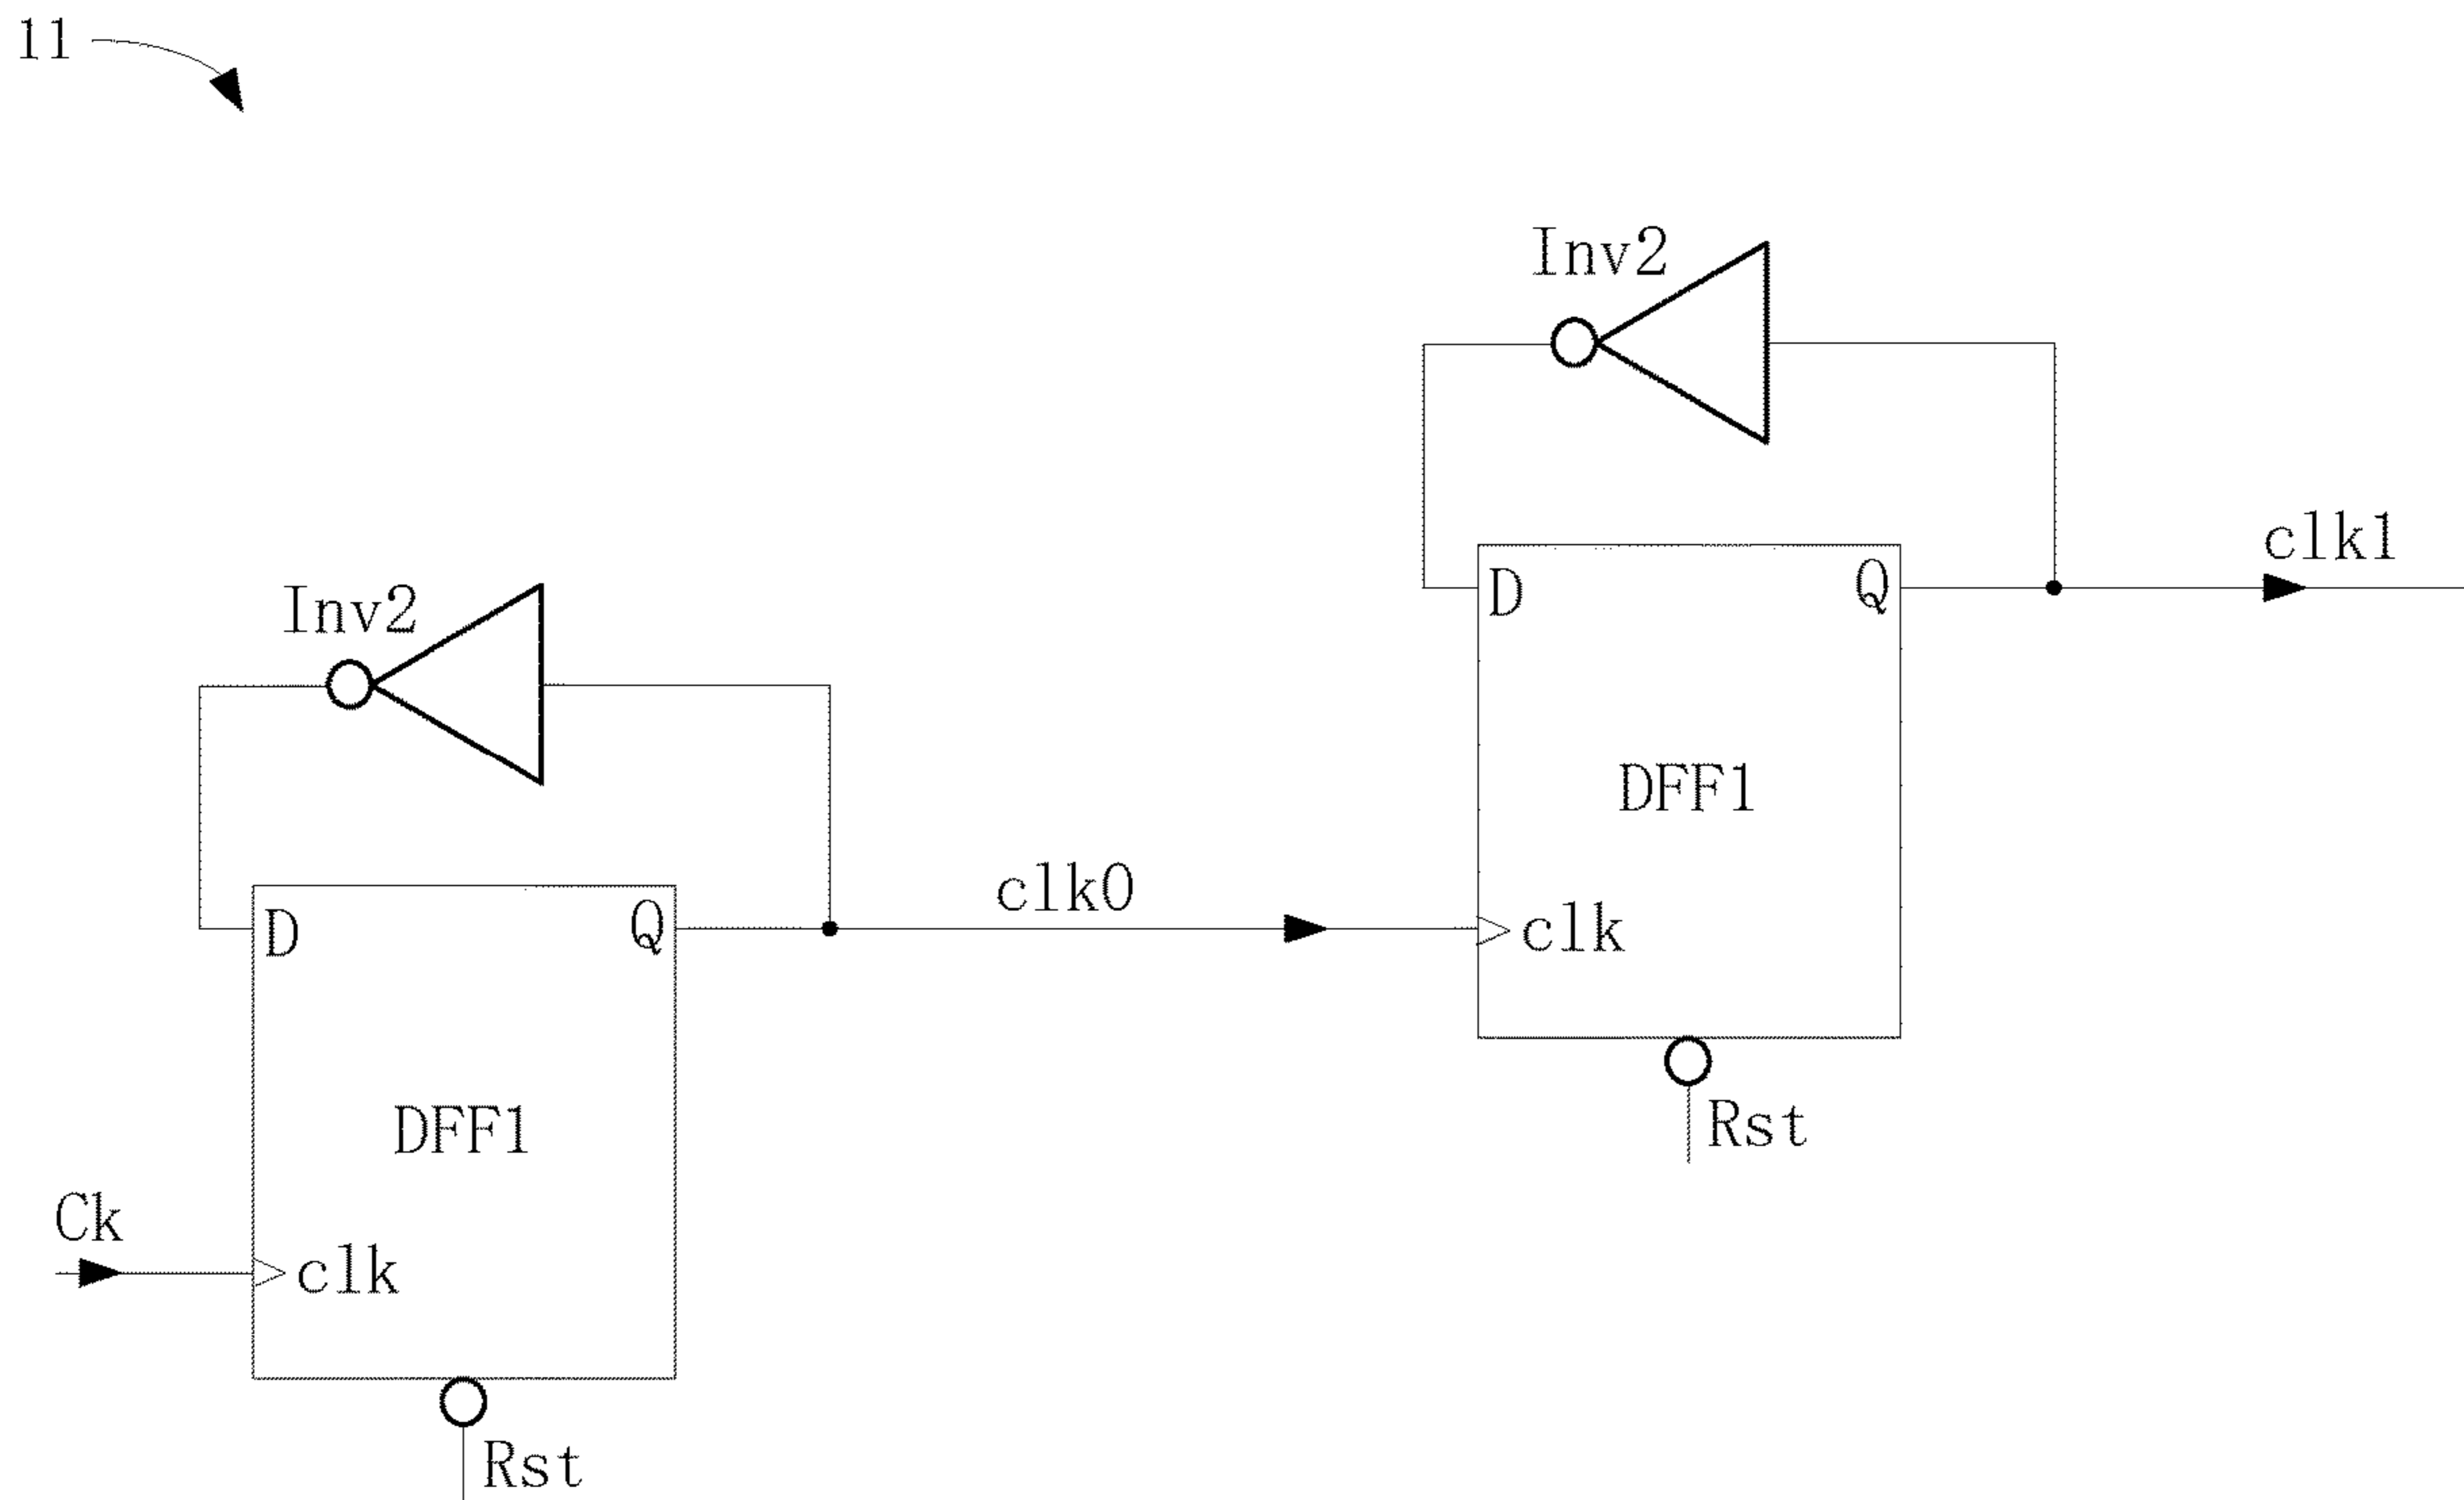 11
Inv2
clk1
D
Q
Inv2
DFF1
clk0
clk
D
Q
DFF1
Rst
Ck
clk
Rst